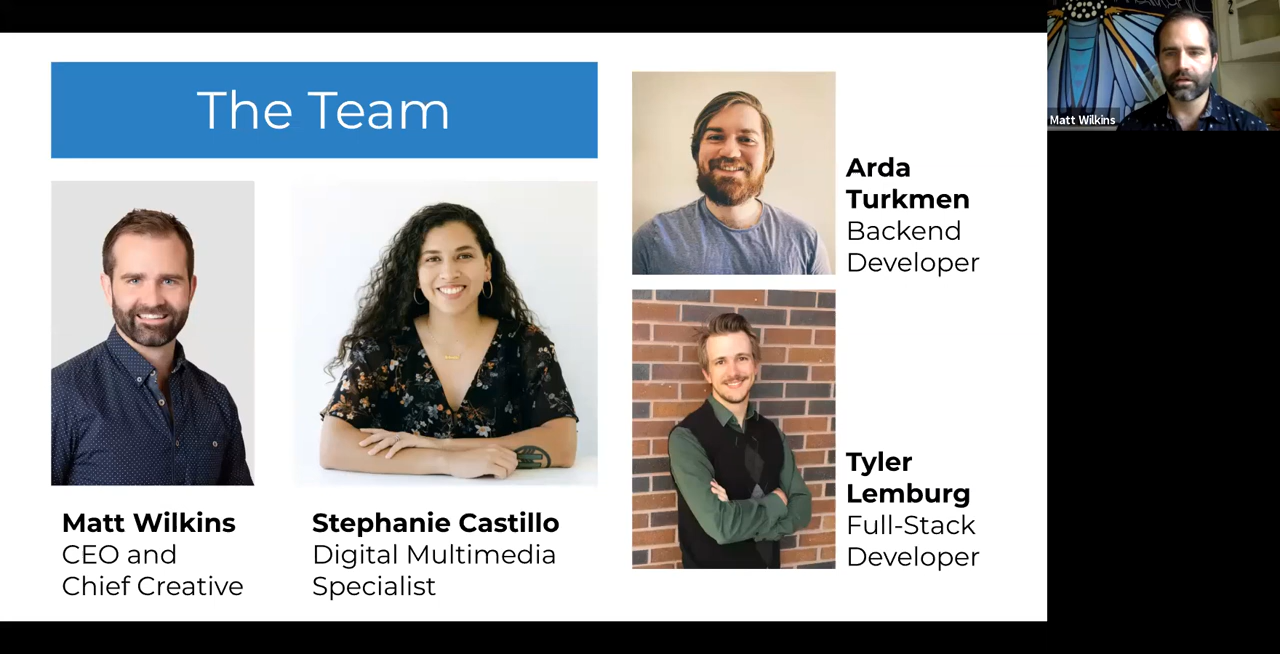 The Team
Matt Wilkins
CEO and
Chief Creative
Stephanie Castillo
Digital Multimedia
Specialist
Arda
Turkmen
Backend
Developer
Tyler
Lemburg
Full-Stack
Developer
Matt Wilkins